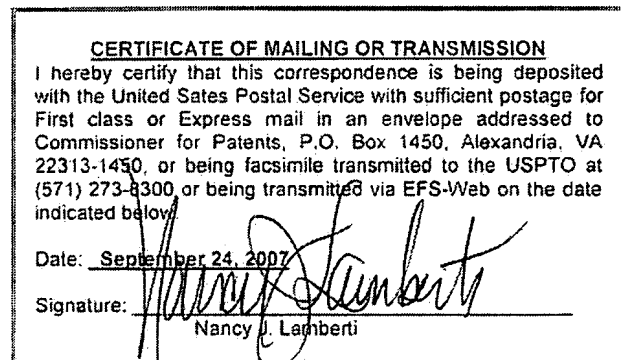 CERTIFICATE OF MAILING OR TRANSMISSION
I hereby certify that this correspondence is being deposited
with the United Sates Postal Service with sufficient postage for
First class or Express mail in an envelope addressed to
Commissioner for Patents, P.O. Box 1450, Alexandria, VA
22313-1450, or being facsimile transmitted to the USPTO at
(571) 273-8300 or being transmitted via EFS-Web on the date
indicated below.
Date: September 24, 2007
Signature: Nancy J. Lamberti
Nancy J. Lamberti